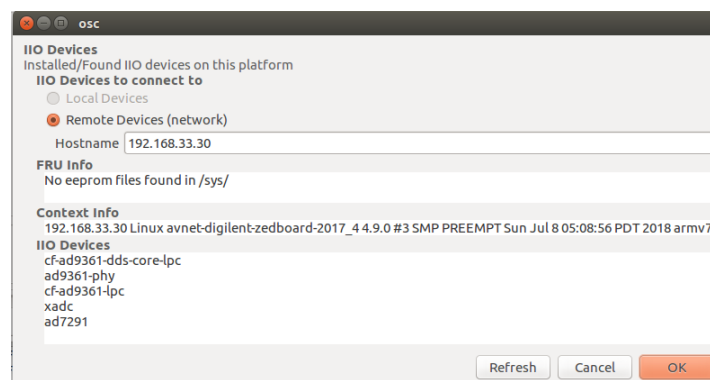 osc
IIO Devices
Installed/Found IIO devices on this platform
IIO Devices to connect to
Local Devices
Remote Devices (network)
Hostname 192.168.33.30
FRU Info
No eeprom files found in /sys/
Context Info
192.168.33.30 Linux avnet-digilent-zedboard-2017_4 4.9.0 #3 SMP PREEMPT Sun Jul 8 05:08:56 PDT 2018 armv7
IIO Devices
cf-ad9361-dds-core-lpc
ad9361-phy
cf-ad9361-lpc
xadc
ad7291
Refresh Cancel OK